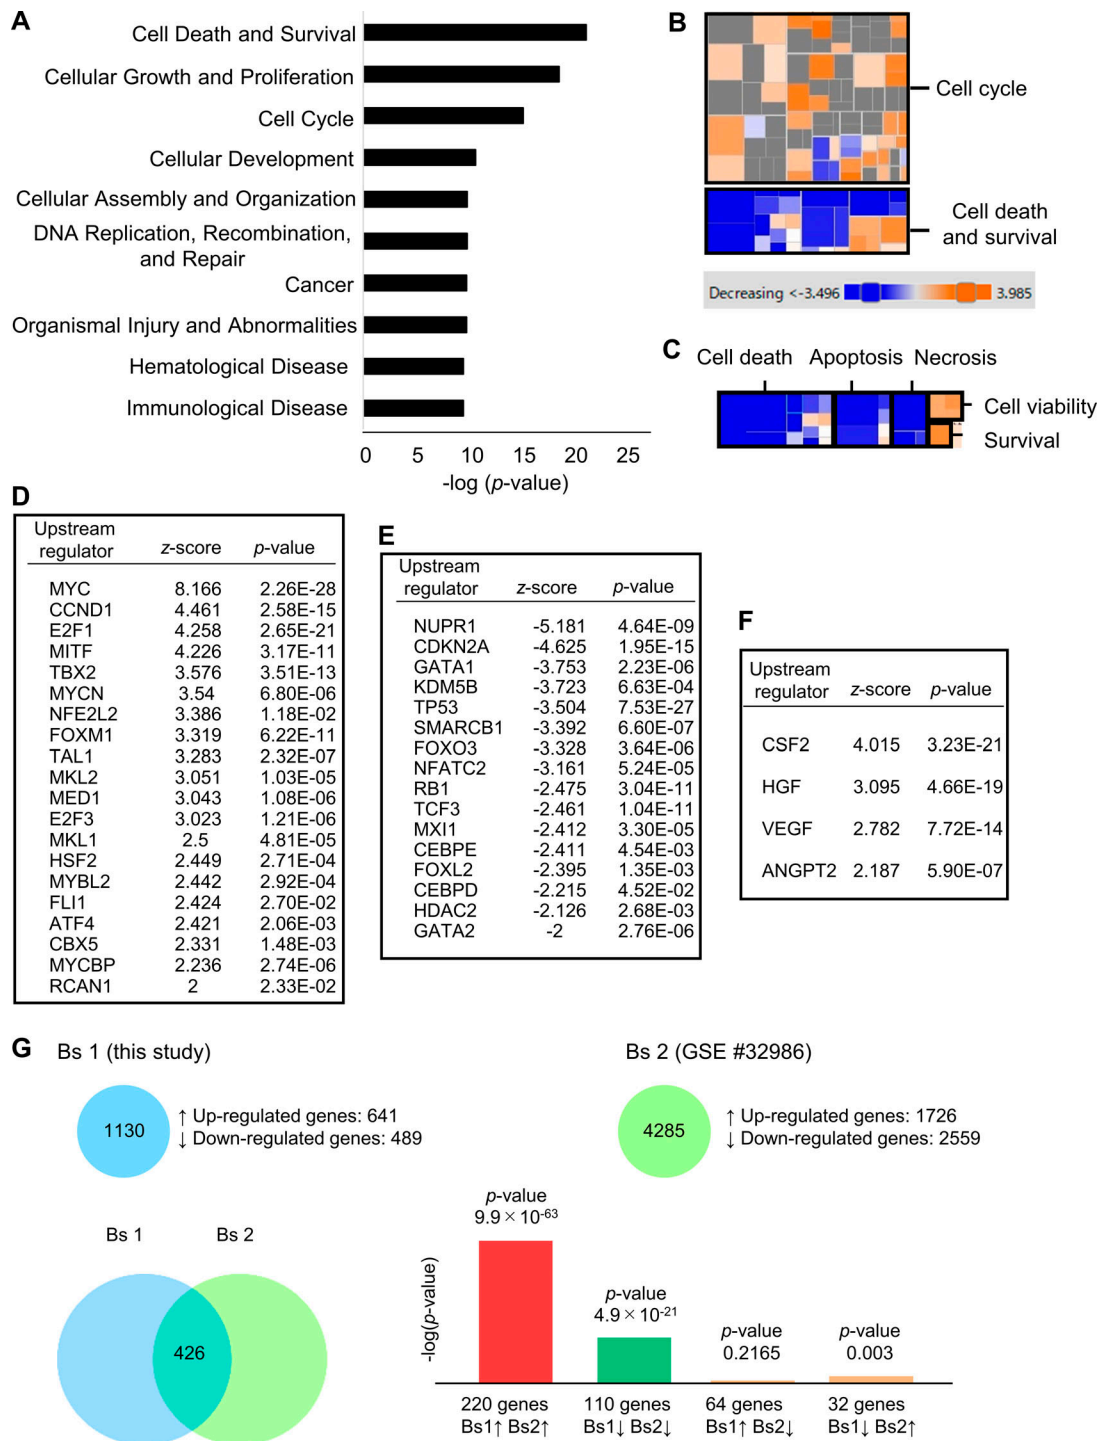 A
Cell Death and Survival
Cellular Growth and Proliferation
Cell Cycle
Cellular Development
Cellular Assembly and Organization
DNA Replication, Recombination,
and Repair
Cancer
Organismal Injury and Abnormalities
Hematological Disease
Immunological Disease
0 5 10 15 20 25
-log (p-value)
B
Cell cycle
Cell death
and survival
Decreasing <-3.496 3.985
C
Cell death Apoptosis Necrosis
Cell viability
Survival
D
Upstream
regulator z-score p-value
MYC 8.166 2.26E-28
CCND1 4.461 2.58E-15
E2F1 4.258 2.65E-21
MITF 4.226 3.17E-11
TBX2 3.576 3.51E-13
MYCN 3.54 6.80E-06
NFE2L2 3.386 1.18E-02
FOXM1 3.319 6.22E-11
TAL1 3.283 2.32E-07
MKL2 3.051 1.03E-05
MED1 3.043 1.08E-06
E2F3 3.023 1.21E-06
MKL1 2.5 4.81E-05
HSF2 2.449 2.71E-04
MYBL2 2.442 2.92E-04
FLI1 2.424 2.70E-02
ATF4 2.421 2.06E-03
CBX5 2.331 1.48E-03
MYCBP 2.236 2.74E-06
RCAN1 2 2.33E-02
E
Upstream
regulator z-score p-value
NUPR1 -5.181 4.64E-09
CDKN2A -4.625 1.95E-15
GATA1 -3.753 2.23E-06
KDM5B -3.723 6.63E-04
TP53 -3.504 7.53E-27
SMARCB1 -3.392 6.60E-07
FOXO3 -3.328 3.64E-06
NFATC2 -3.161 5.24E-05
RB1 -2.475 3.04E-11
TCF3 -2.461 1.04E-11
MXI1 -2.412 3.30E-05
CEBPE -2.411 4.54E-03
FOXL2 -2.395 1.35E-03
CEBPD -2.215 4.52E-02
HDAC2 -2.126 2.68E-03
GATA2 -2 2.76E-06
F
Upstream
regulator z-score p-value
CSF2 4.015 3.23E-21
HGF 3.095 4.66E-19
VEGF 2.782 7.72E-14
ANGPT2 2.187 5.90E-07
G
Bs 1 (this study)
1130
↑ Up-regulated genes: 641
↓ Down-regulated genes: 489
Bs 2 (GSE #32986)
4285
↑ Up-regulated genes: 1726
↓ Down-regulated genes: 2559
Bs 1 Bs 2
426
-log(p-value)
p-value
9.9×10⁻⁶³
p-value
4.9×10⁻²¹
p-value
0.2165
p-value
0.003
220 genes
Bs1↑ Bs2↑
110 genes
Bs1↓ Bs2↓
64 genes
Bs1↑ Bs2↓
32 genes
Bs1↓ Bs2↑